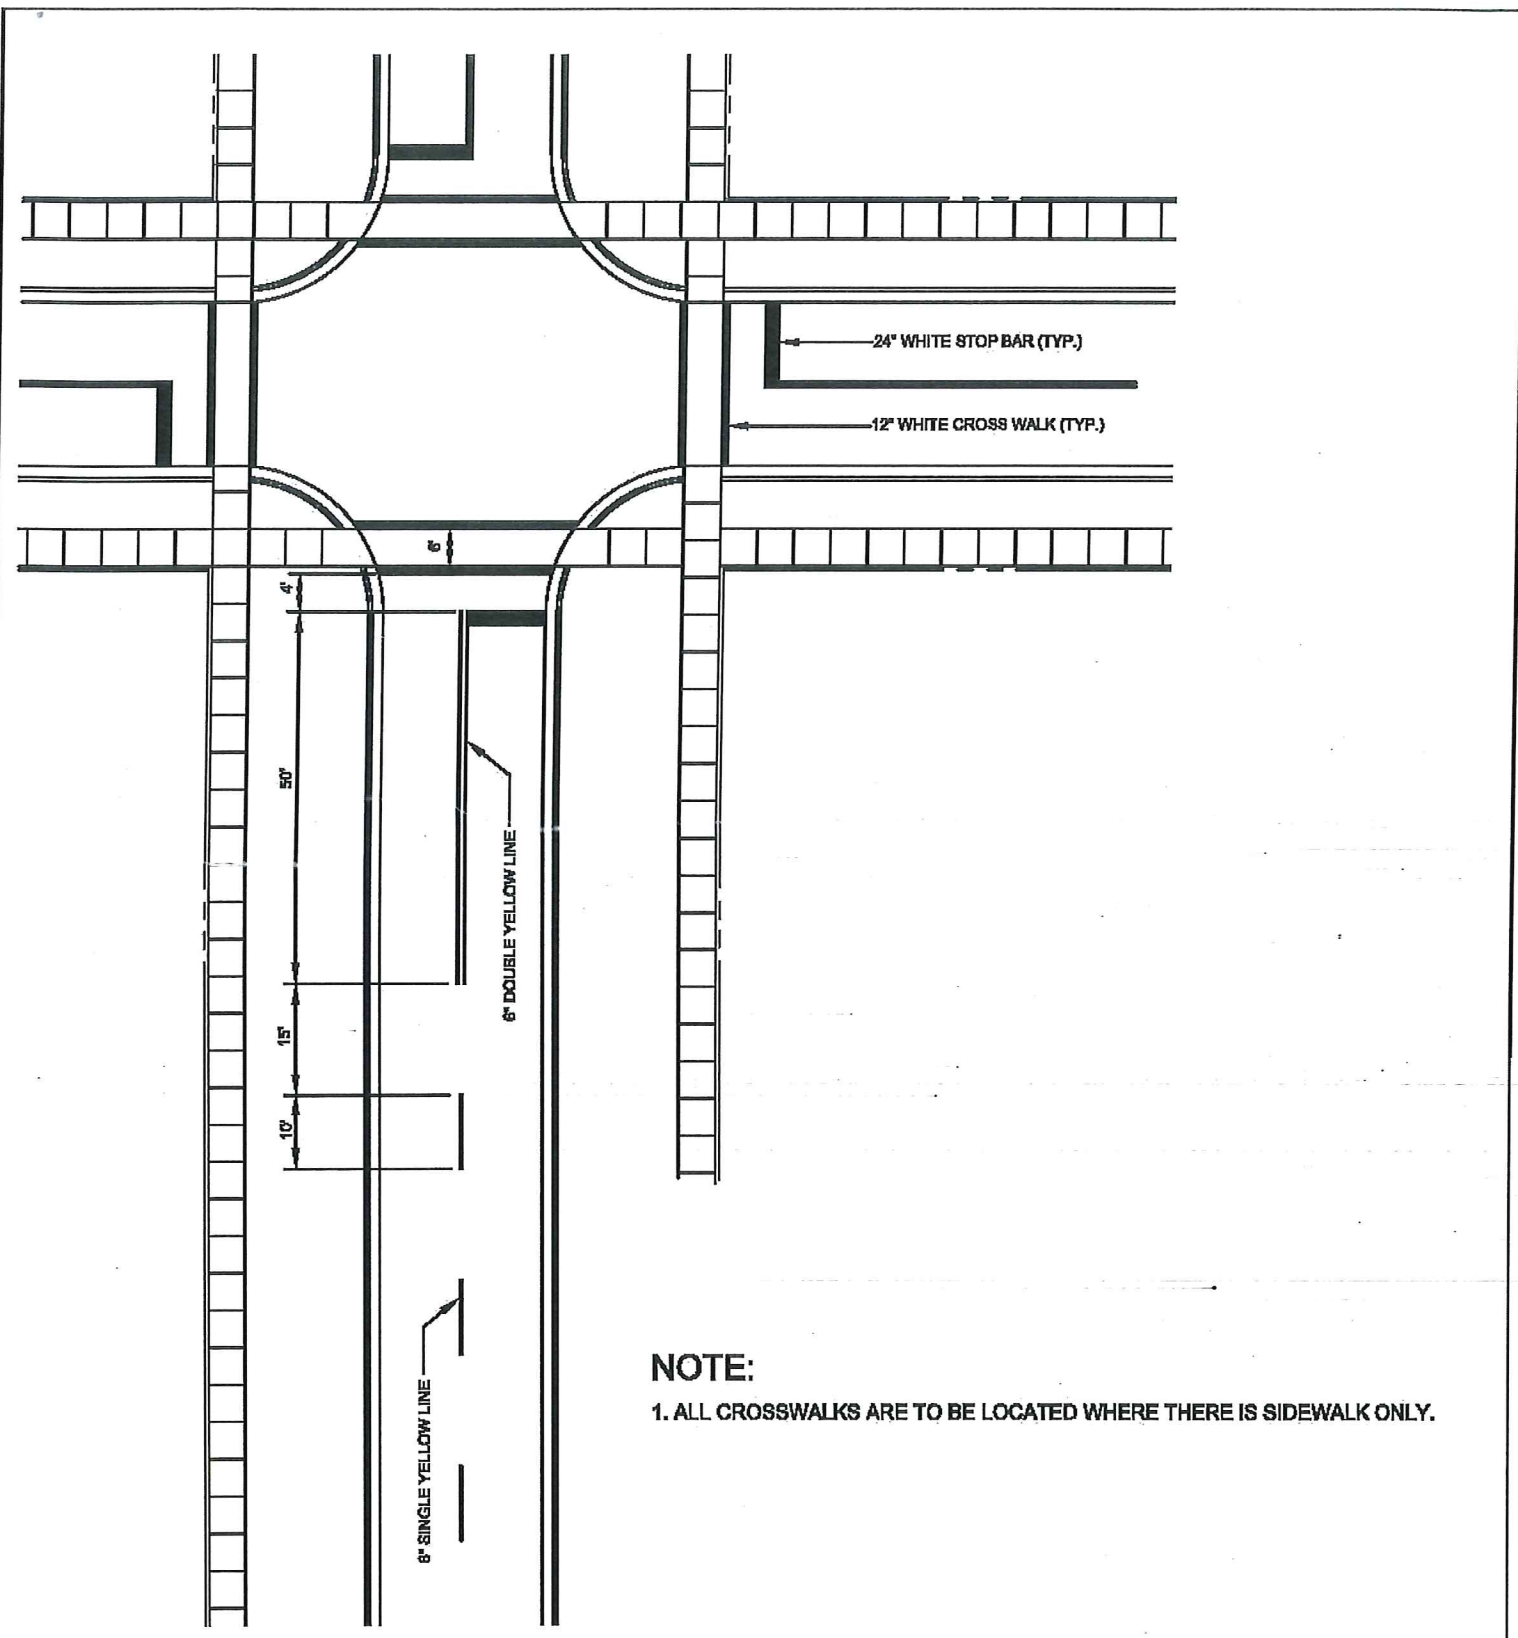 24" WHITE STOP BAR (TYP.)
12" WHITE CROSS WALK (TYP.)
6'
4'
50'
6" DOUBLE YELLOW LINE
15'
10'
6" SINGLE YELLOW LINE
NOTE:
1. ALL CROSSWALKS ARE TO BE LOCATED WHERE THERE IS SIDEWALK ONLY.